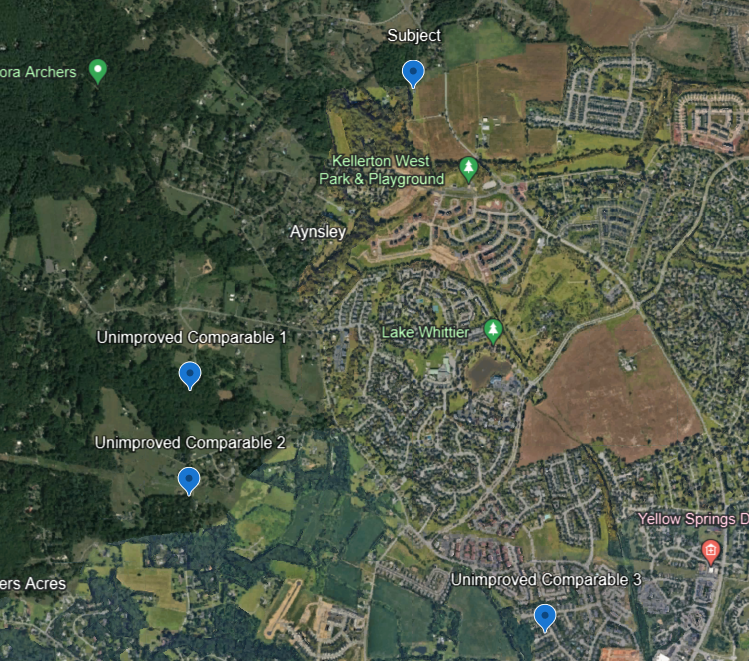 Subject
ora Archers
Kellerton West
Park & Playground
Aynsley
Lake Whittier
Unimproved Comparable 1
Unimproved Comparable 2
Yellow Springs D
Unimproved Comparable 3
ers Acres